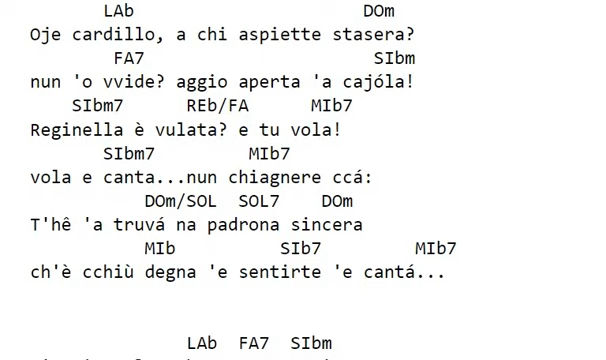 LAb DOm
Oje cardillo, a chi aspiette stasera?
FA7 SIbm
nun 'o vvide? aggio aperta 'a cajóla!
SIbm7 REb/FA MIb7
Reginella è vulata? e tu vola!
SIbm7 MIb7
vola e canta...nun chiagnere ccá:
DOm/SOL SOL7 DOm
T'hê 'a truvá na padrona sincera
MIb SIb7 MIb7
ch'è cchiù degna 'e sentirte 'e cantá...
LAb FA7 SIbm